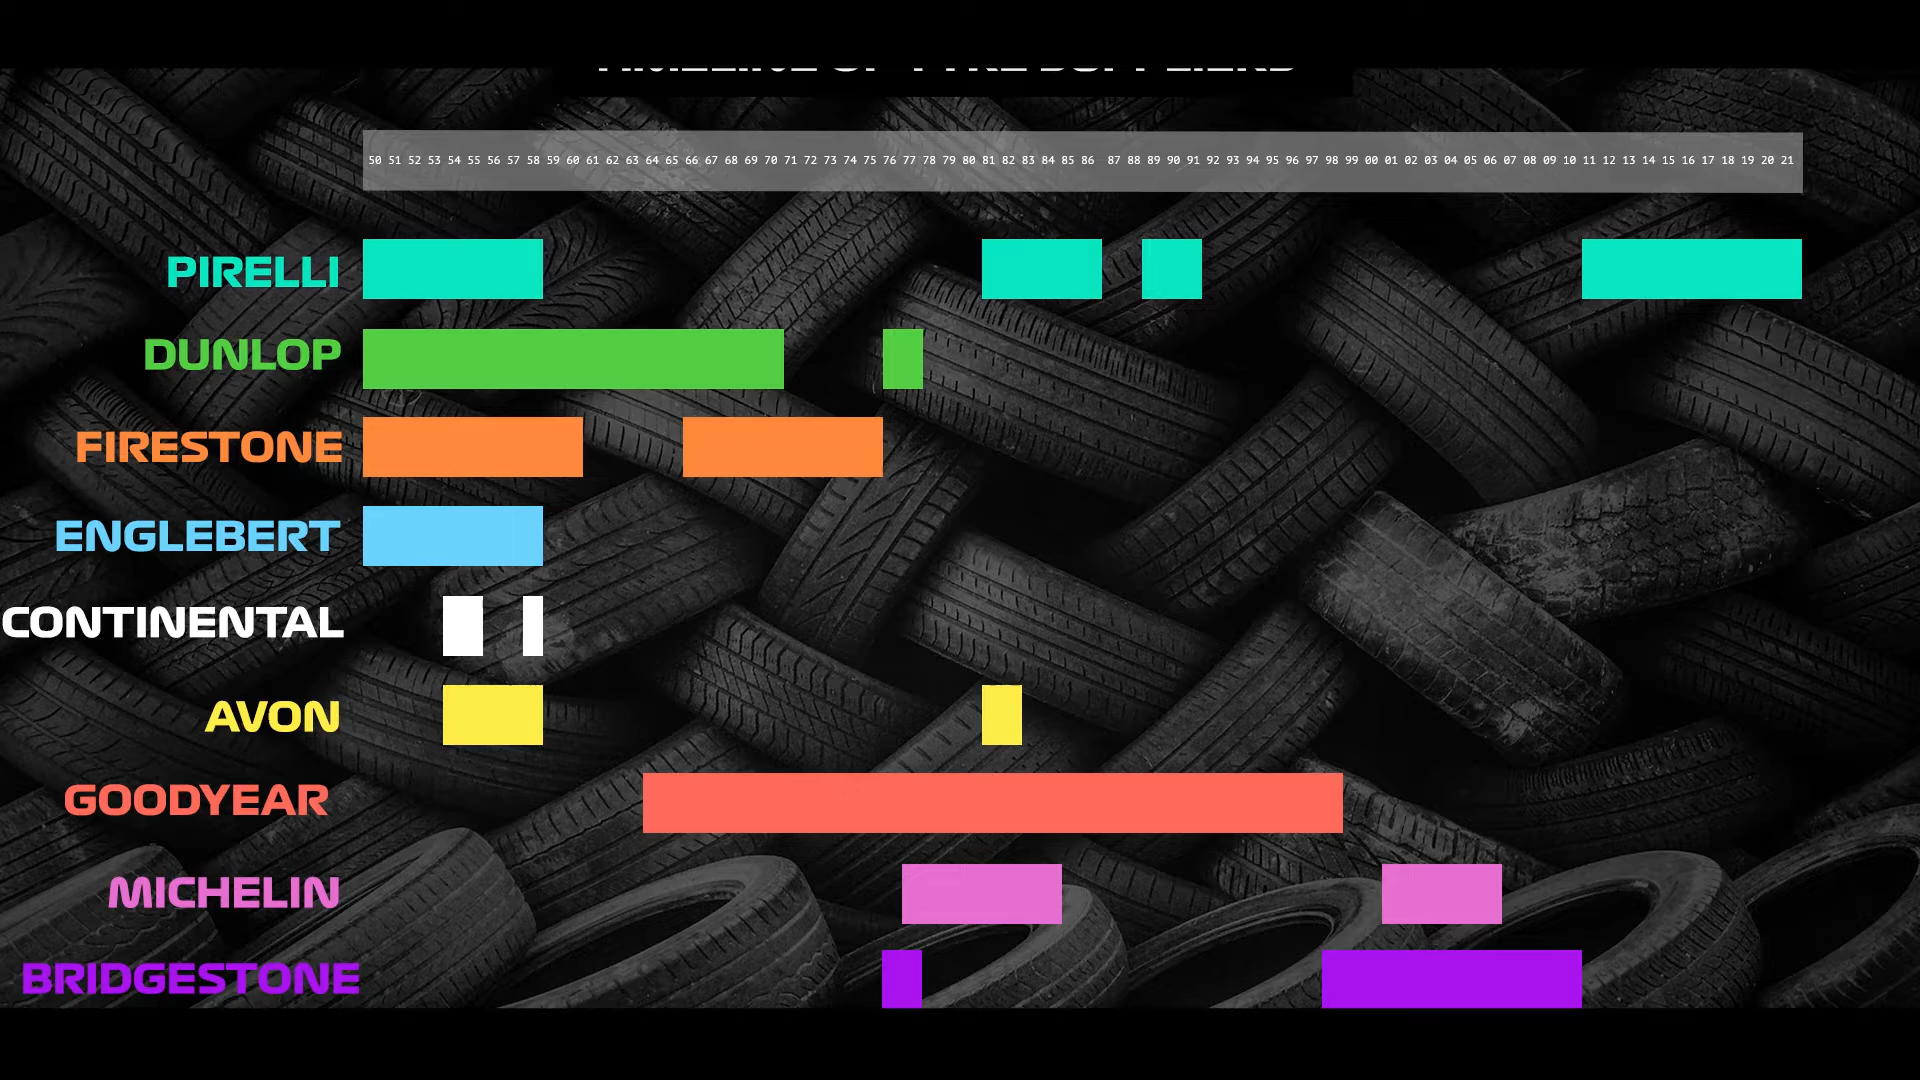 50 51 52 53 54 55 56 57 58 59 60 61 62 63 64 65 66 67 68 69 70 71 72 73 74 75 76 77 78 79 80 81 82 83 84 85 86 87 88 89 90 91 92 93 94 95 96 97 98 99 00 01 02 03 04 05 06 07 08 09 10 11 12 13 14 15 16 17 18 19 20 21
PIRELLI
DUNLOP
FIRESTONE
ENGLEBERT
CONTINENTAL
AVON
GOODYEAR
MICHELIN
BRIDGESTONE